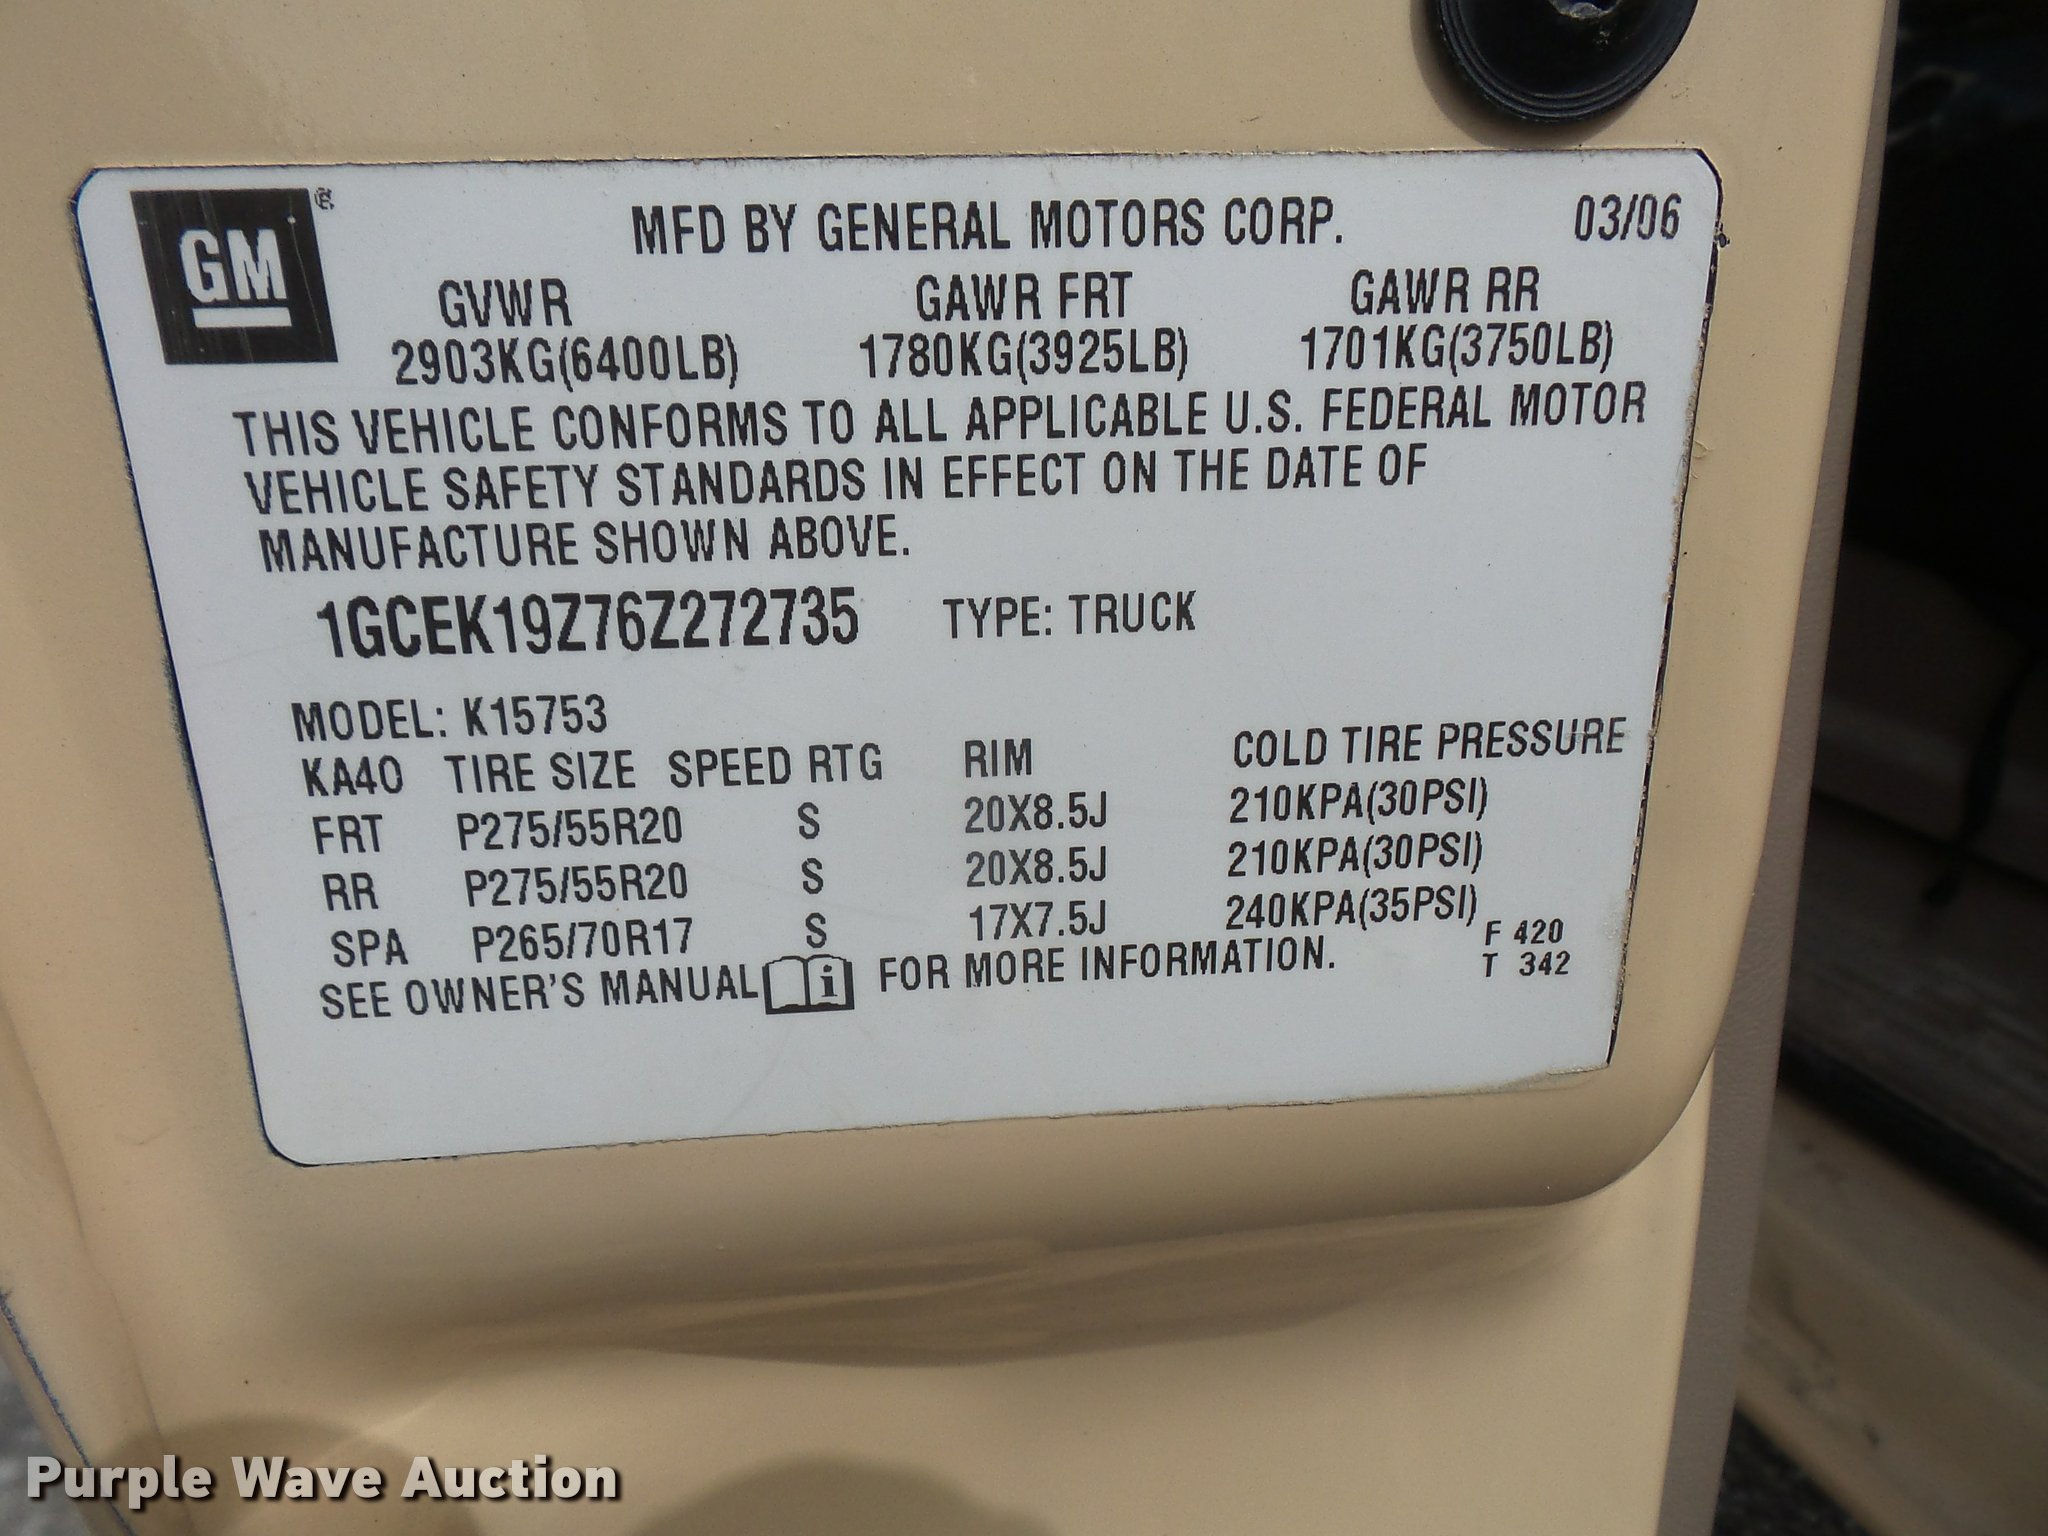 GM ®
MFD BY GENERAL MOTORS CORP. 03/06
GVWR GAWR FRT GAWR RR
2903KG(6400LB) 1780KG(3925LB) 1701KG(3750LB)
THIS VEHICLE CONFORMS TO ALL APPLICABLE U.S. FEDERAL MOTOR
VEHICLE SAFETY STANDARDS IN EFFECT ON THE DATE OF
MANUFACTURE SHOWN ABOVE.
1GCEK19Z76Z272735 TYPE: TRUCK
MODEL: K15753
KA40 TIRE SIZE SPEED RTG RIM COLD TIRE PRESSURE
FRT P275/55R20 S 20X8.5J 210KPA(30PSI)
RR P275/55R20 S 20X8.5J 210KPA(30PSI)
SPA P265/70R17 S 17X7.5J 240KPA(35PSI)
F 420
SEE OWNER'S MANUAL i FOR MORE INFORMATION. T 342
Purple Wave Auction